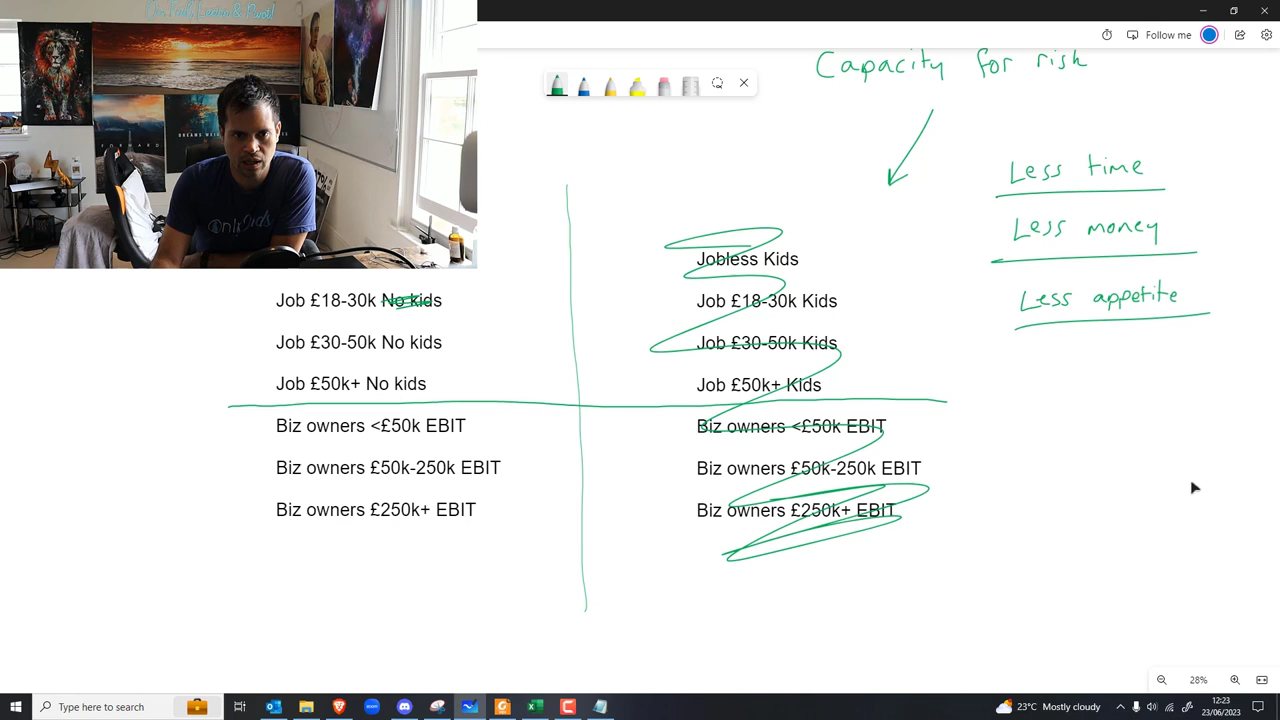 Follow me
Capacity for risk
Less time
Less money
Less appetite
FORWARD
Jobless Kids
Job £18-30k No kids
Job £18-30k Kids
Job £30-50k No kids
Job £30-50k Kids
Job £50k+ No kids
Job £50k+ Kids
Biz owners <£50k EBIT
Biz owners <£50k EBIT
Biz owners £50k-250k EBIT
Biz owners £50k-250k EBIT
Biz owners £250k+ EBIT
Biz owners £250k+ EBIT
28%
Type here to search
23°C Mostly cloudy
12:23
23/06/2023